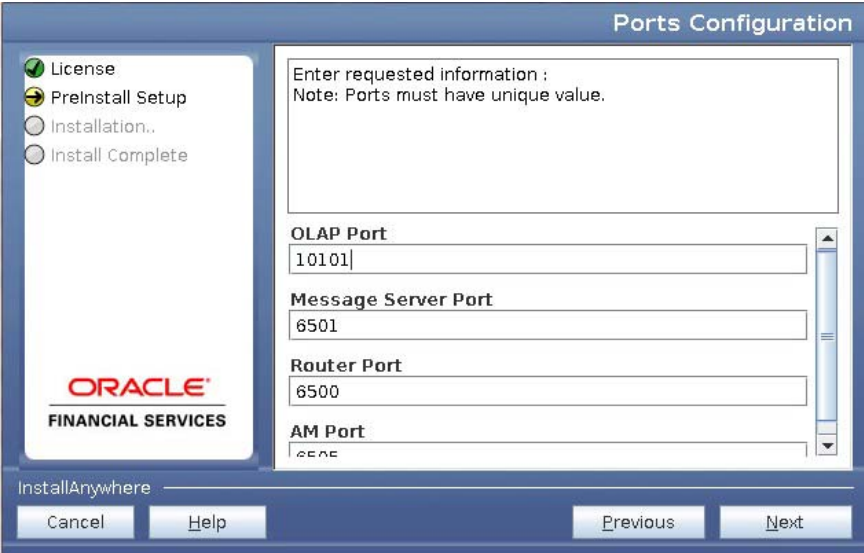 Ports Configuration
License
PreInstall Setup
Installation..
Install Complete
ORACLE
FINANCIAL SERVICES
Enter requested information :
Note: Ports must have unique value.
OLAP Port
10101
Message Server Port
6501
Router Port
6500
AM Port
6505
InstallAnywhere
Cancel
Help
Previous
Next